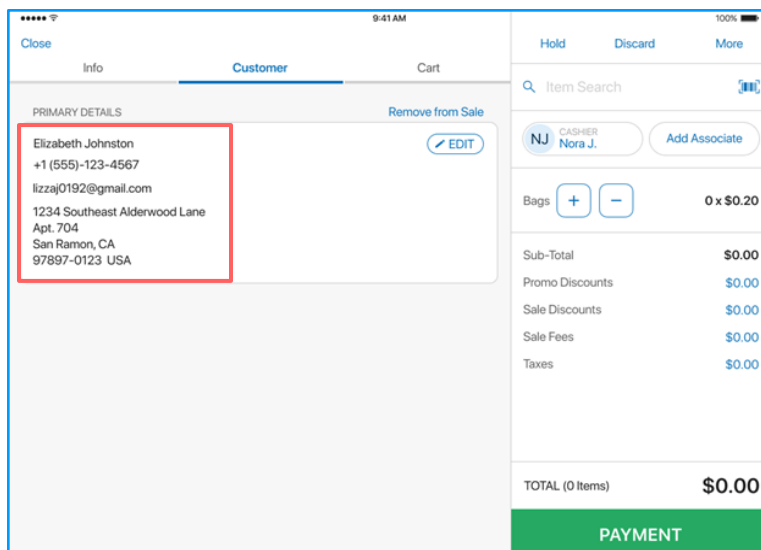 9:41 AM
100%
Close
Info
Customer
Cart
PRIMARY DETAILS
Remove from Sale
Elizabeth Johnston
EDIT
+1 (555)-123-4567
lizzaj0192@gmail.com
1234 Southeast Alderwood Lane
Apt. 704
San Ramon, CA
97897-0123 USA
Hold
Discard
More
Item Search
NJ
CASHIER
Nora J.
Add Associate
Bags
+
−
0 x $0.20
Sub-Total
$0.00
Promo Discounts
$0.00
Sale Discounts
$0.00
Sale Fees
$0.00
Taxes
$0.00
TOTAL (0 Items)
$0.00
PAYMENT